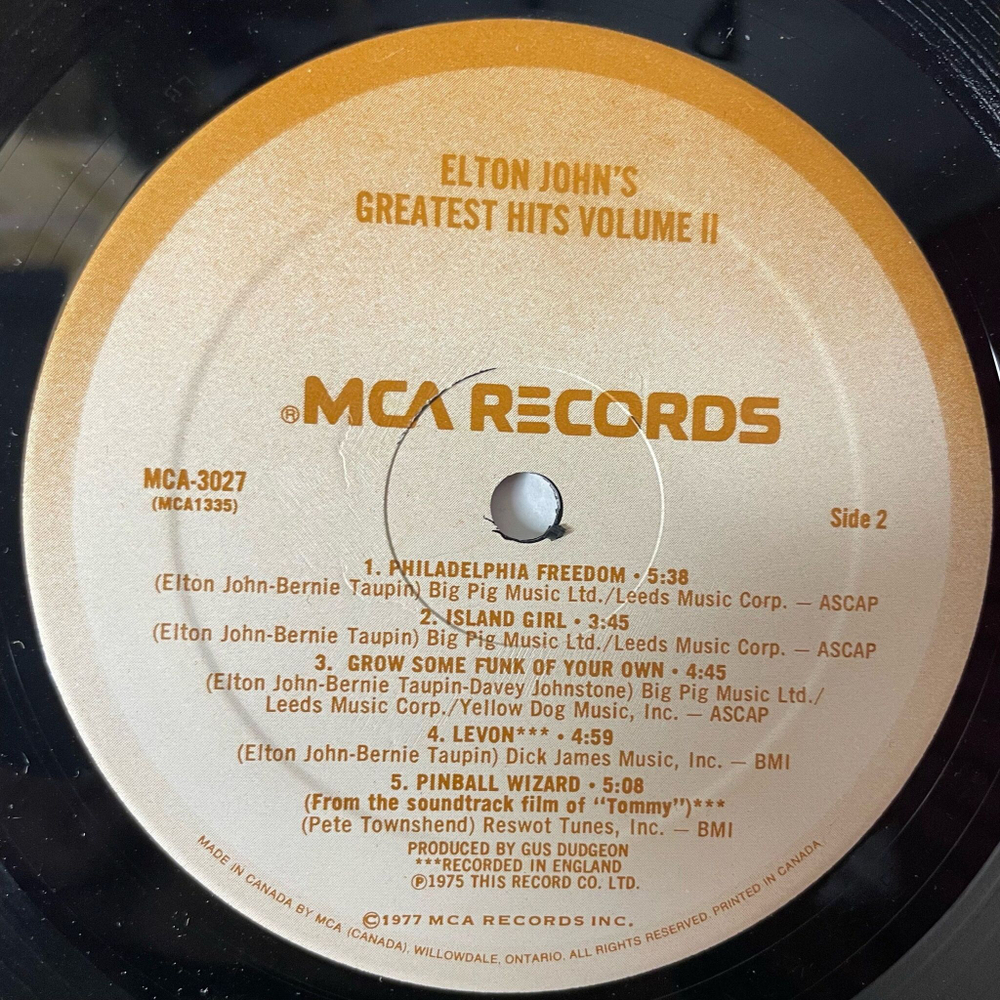 ELTON JOHN'S
GREATEST HITS VOLUME II
®MCA RECORDS
MCA-3027
(MCA1335)
Side 2
1. PHILADELPHIA FREEDOM • 5:38
(Elton John-Bernie Taupin) Big Pig Music Ltd./Leeds Music Corp. — ASCAP
2. ISLAND GIRL • 3:45
(Elton John-Bernie Taupin) Big Pig Music Ltd./Leeds Music Corp. — ASCAP
3. GROW SOME FUNK OF YOUR OWN • 4:45
(Elton John-Bernie Taupin-Davey Johnstone) Big Pig Music Ltd./
Leeds Music Corp./Yellow Dog Music, Inc. — ASCAP
4. LEVON*** • 4:59
(Elton John-Bernie Taupin) Dick James Music, Inc. — BMI
5. PINBALL WIZARD • 5:08
(From the soundtrack film of “Tommy”)***
(Pete Townshend) Reswot Tunes, Inc. — BMI
PRODUCED BY GUS DUDGEON
***RECORDED IN ENGLAND
℗1975 THIS RECORD CO. LTD.
©1977 MCA RECORDS INC.
MADE IN CANADA BY MCA (CANADA), WILLOWDALE, ONTARIO. ALL RIGHTS RESERVED. PRINTED IN CANADA